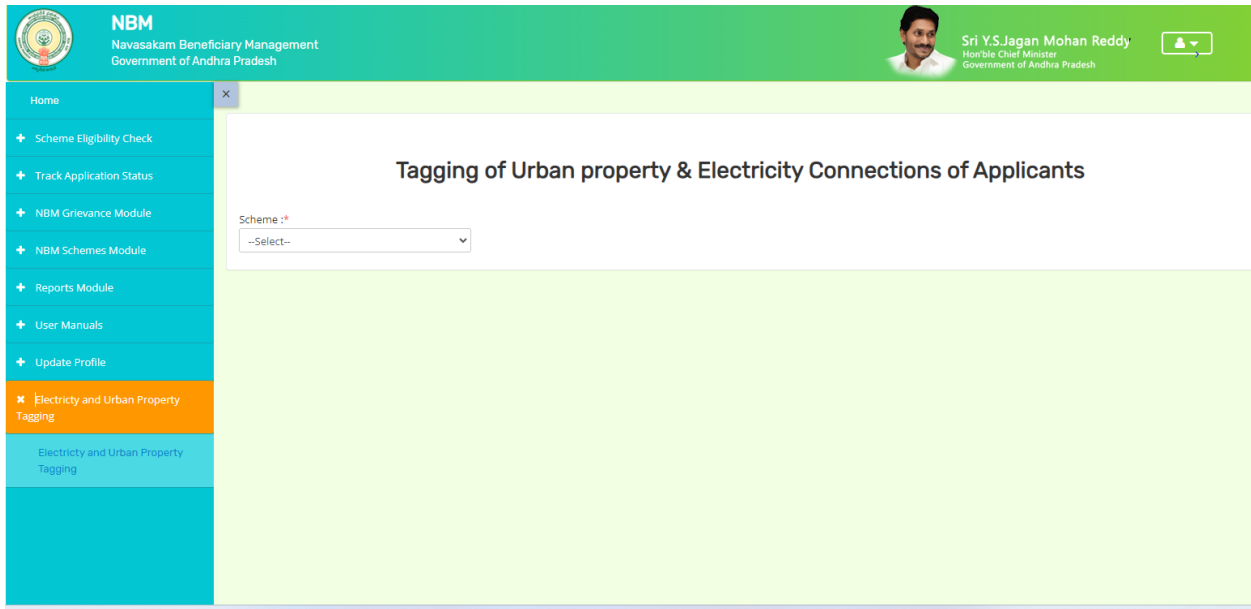 NBM
Navasakam Beneficiary Management
Government of Andhra Pradesh
Sri Y.S.Jagan Mohan Reddy
Hon'ble Chief Minister
Government of Andhra Pradesh
Home
×
Scheme Eligibility Check
Track Application Status
NBM Grievance Module
NBM Schemes Module
Reports Module
User Manuals
Update Profile
Electricty and Urban Property
Tagging
Electricty and Urban Property
Tagging
Tagging of Urban property & Electricity Connections of Applicants
Scheme :*
--Select--